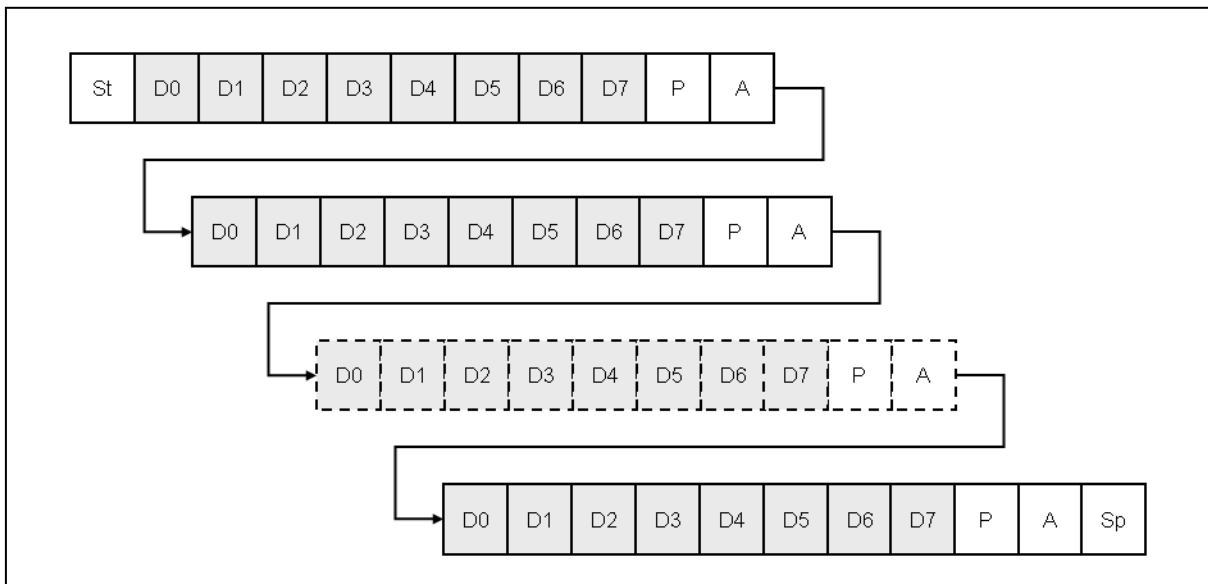 St D0 D1 D2 D3 D4 D5 D6 D7 P A
D0 D1 D2 D3 D4 D5 D6 D7 P A
D0 D1 D2 D3 D4 D5 D6 D7 P A
D0 D1 D2 D3 D4 D5 D6 D7 P A Sp